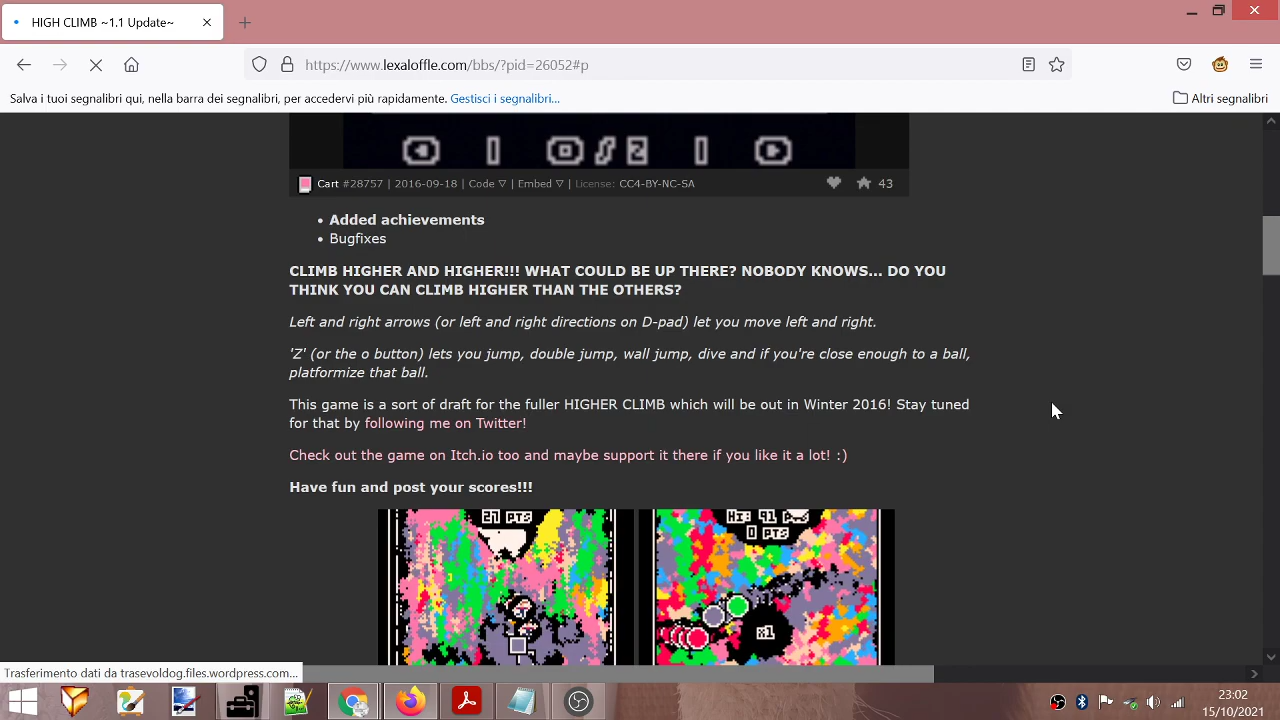 HIGH CLIMB ~1.1 Update~
https://www.lexaloffle.com/bbs/?pid=26052#p
Salva i tuoi segnalibri qui, nella barra dei segnalibri, per accedervi più rapidamente. Gestisci i segnalibri...
Altri segnalibri
Cart #28757 | 2016-09-18 | Code ▽ | Embed ▽ | License: CC4-BY-NC-SA
43
• Added achievements
• Bugfixes
CLIMB HIGHER AND HIGHER!!! WHAT COULD BE UP THERE? NOBODY KNOWS... DO YOU
THINK YOU CAN CLIMB HIGHER THAN THE OTHERS?
Left and right arrows (or left and right directions on D-pad) let you move left and right.
'Z' (or the o button) lets you jump, double jump, wall jump, dive and if you're close enough to a ball,
platformize that ball.
This game is a sort of draft for the fuller HIGHER CLIMB which will be out in Winter 2016! Stay tuned
for that by following me on Twitter!
Check out the game on Itch.io too and maybe support it there if you like it a lot! :)
Have fun and post your scores!!!
27 PTS
HI: 91
0 PTS
x1
Trasferimento dati da trasevoldog.files.wordpress.com...
23:02
15/10/2021